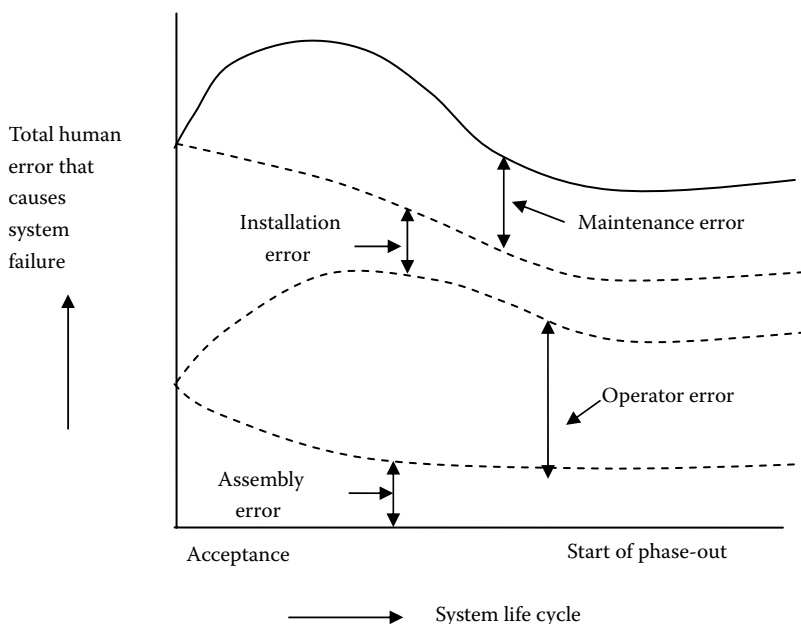 Total human
error that
causes
system
failure
Installation
error
Maintenance error
Operator error
Assembly
error
Acceptance
Start of phase-out
System life cycle